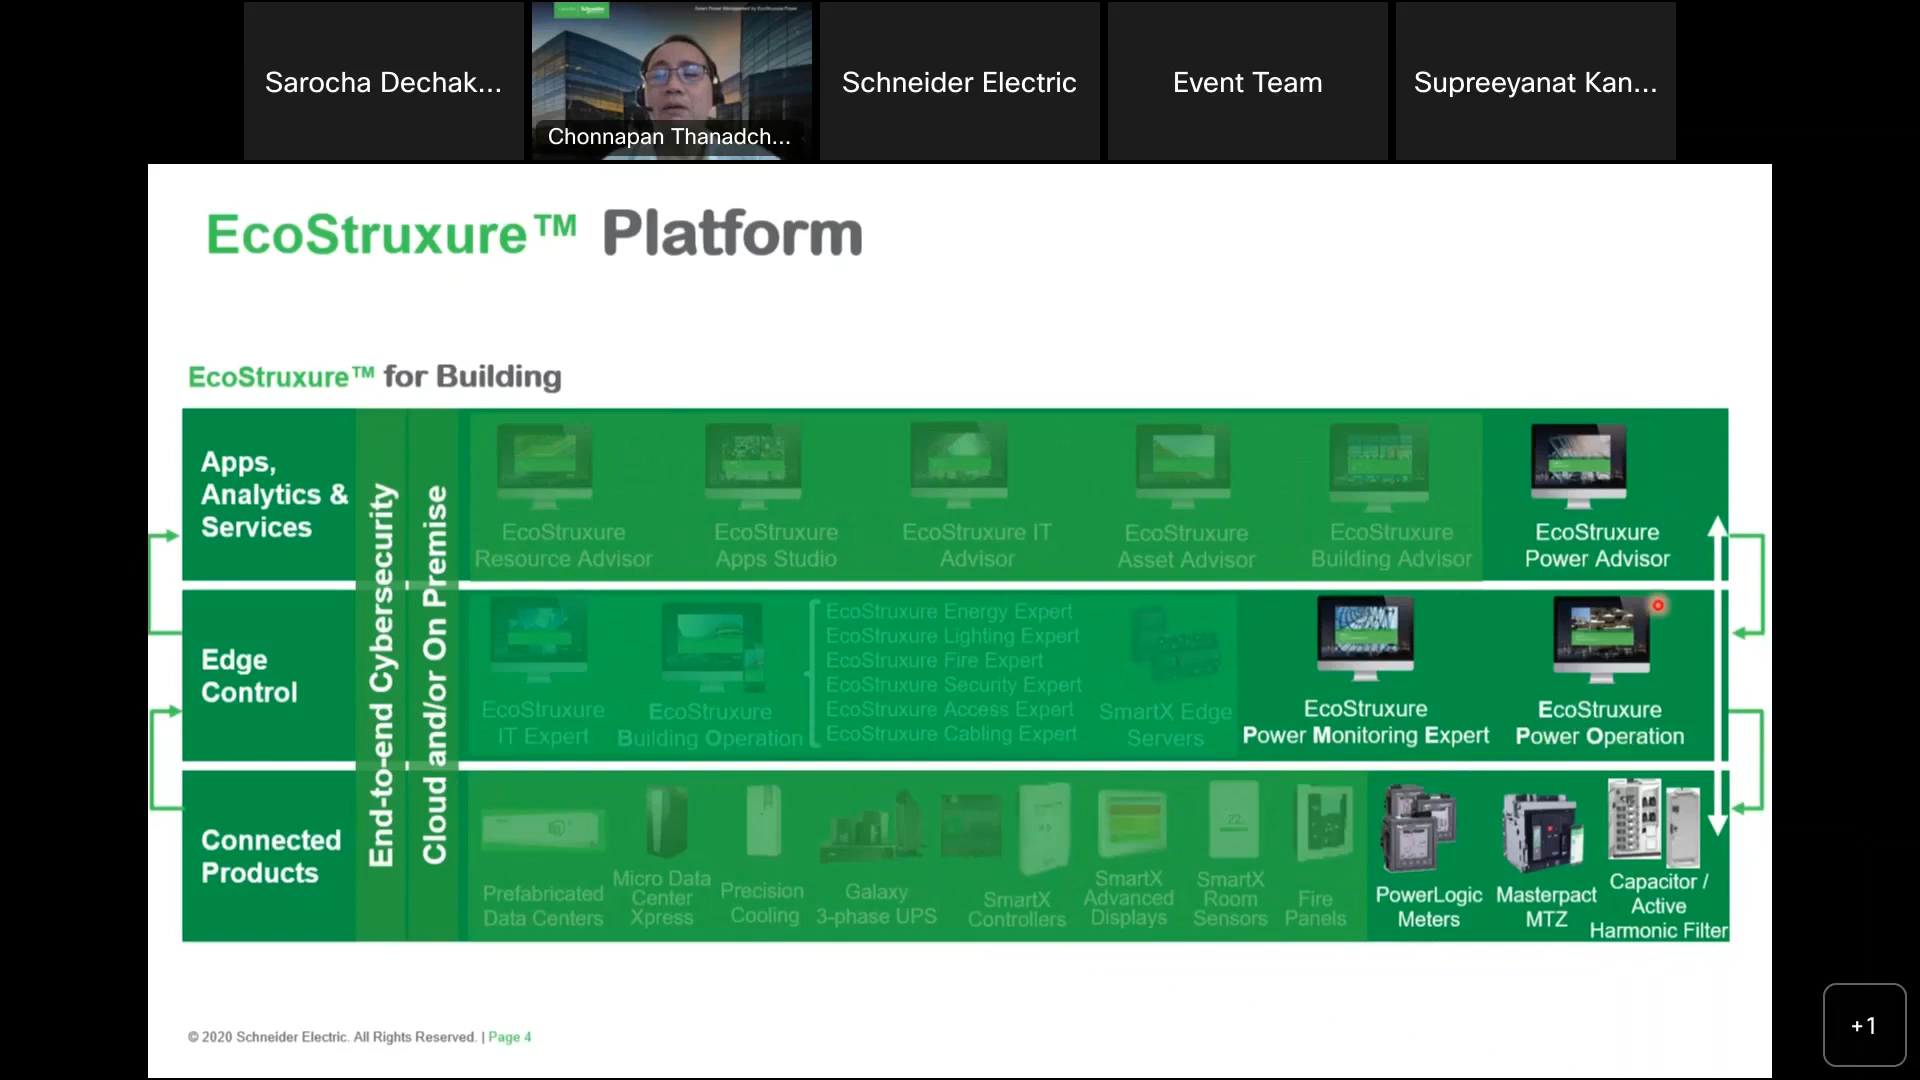 Sarocha Dechak...
Chonnapan Thanadch...
Schneider Electric
Event Team
Supreeyanat Kan...
EcoStruxure™ Platform
EcoStruxure™ for Building
Apps,
Analytics &
Services
End-to-end Cybersecurity
Cloud and/or On Premise
EcoStruxure
Resource Advisor
EcoStruxure
Apps Studio
EcoStruxure IT
Advisor
EcoStruxure
Asset Advisor
EcoStruxure
Building Advisor
EcoStruxure
Power Advisor
Edge
Control
EcoStruxure
IT Expert
EcoStruxure
Building Operation
EcoStruxure Energy Expert
EcoStruxure Lighting Expert
EcoStruxure Fire Expert
EcoStruxure Security Expert
EcoStruxure Access Expert
EcoStruxure Cabling Expert
SmartX Edge
Servers
EcoStruxure
Power Monitoring Expert
EcoStruxure
Power Operation
Connected
Products
Prefabricated
Data Centers
Micro Data
Center
Xpress
Precision
Cooling
Galaxy
3-phase UPS
SmartX
Controllers
SmartX
Advanced
Displays
SmartX
Room
Sensors
Fire
Panels
PowerLogic
Meters
Masterpact
MTZ
Capacitor /
Active
Harmonic Filter
© 2020 Schneider Electric. All Rights Reserved. | Page 4
+1